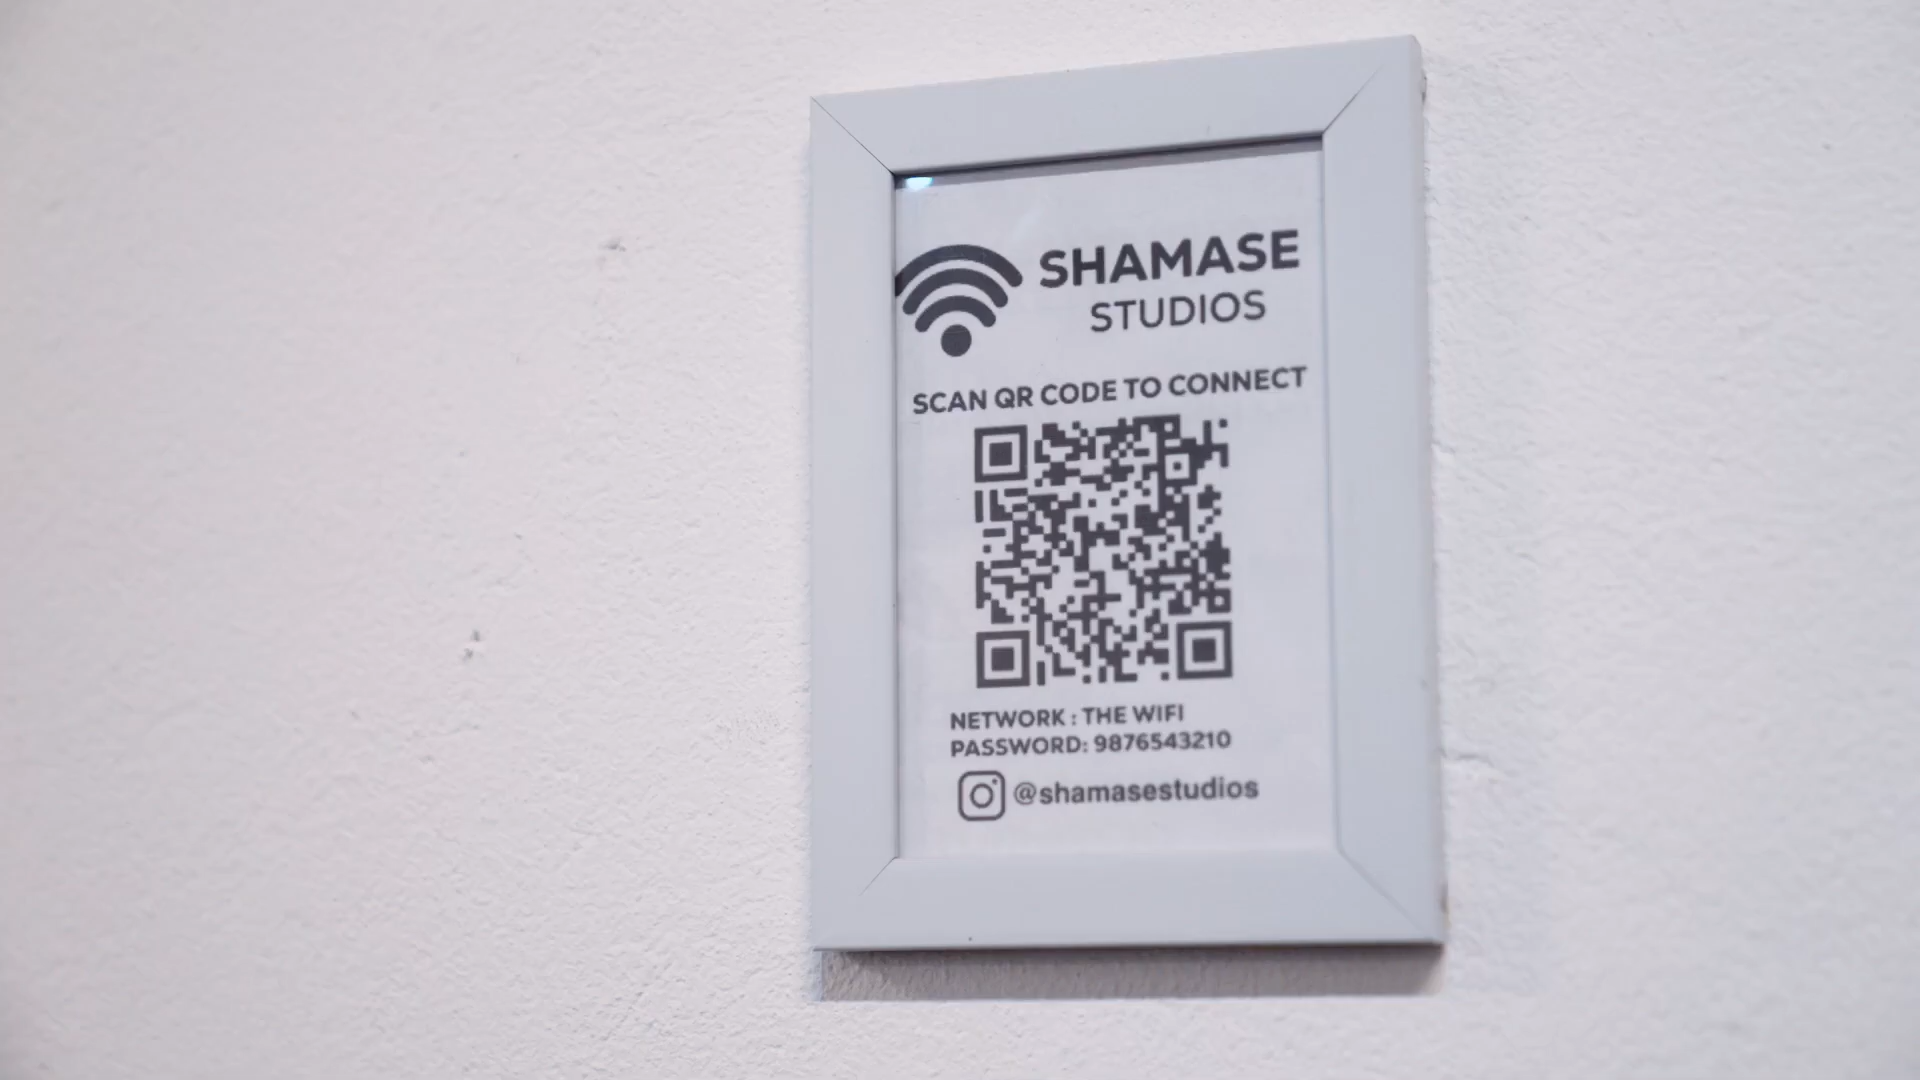 SHAMASE
STUDIOS
SCAN QR CODE TO CONNECT
NETWORK : THE WIFI
PASSWORD: 9876543210
@shamasestudios